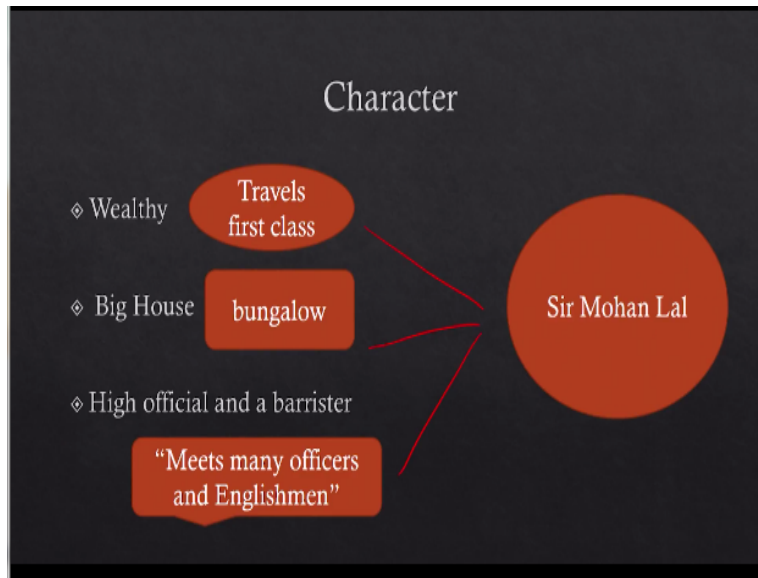 Character
Wealthy
Travels
first class
Big House
bungalow
Sir Mohan Lal
High official and a barrister
“Meets many officers
and Englishmen”